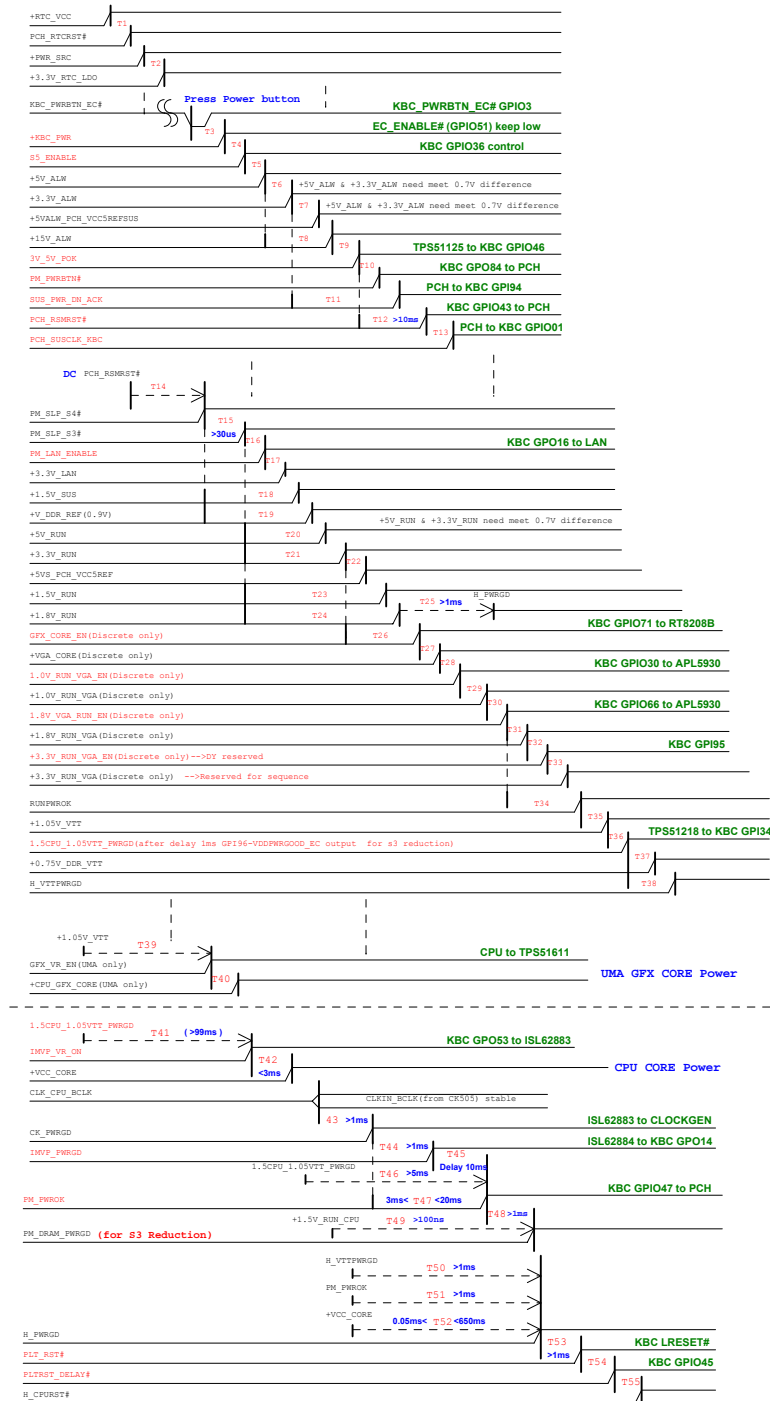 +RTC_VCC
T1
PCH_RTCRST#
+PWR_SRC
T2
+3.3V_RTC_LDO
Press Power button
KBC_PWRBTN_EC#
KBC_PWRBTN_EC# GPIO3
T3
EC_ENABLE# (GPIO51) keep low
+KBC_PWR
T4
KBC GPIO36 control
S5_ENABLE
T5
+5V_ALW
T6
+5V_ALW & +3.3V_ALW need meet 0.7V difference
+3.3V_ALW
T7
+5V_ALW & +3.3V_ALW need meet 0.7V difference
+5VALW_PCH_VCC5REFSUS
+15V_ALW
T8
T9
TPS51125 to KBC GPIO46
3V_5V_POK
T10
KBC GPO84 to PCH
PM_PWRBTN#
PCH to KBC GPI94
SUS_PWR_DN_ACK
T11
KBC GPIO43 to PCH
PCH_RSMRST#
T12 >10ms
T13
PCH to KBC GPIO01
PCH_SUSCLK_KBC
DC PCH_RSMRST#
T14
PM_SLP_S4#
T15
PM_SLP_S3#
>30us
T16
KBC GPO16 to LAN
PM_LAN_ENABLE
T17
+3.3V_LAN
+1.5V_SUS
T18
+V_DDR_REF(0.9V)
T19
+5V_RUN & +3.3V_RUN need meet 0.7V difference
+5V_RUN
T20
+3.3V_RUN
T21
T22
+5VS_PCH_VCC5REF
+1.5V_RUN
T23
T25 >1ms
H_PWRGD
+1.8V_RUN
T24
KBC GPIO71 to RT8208B
GFX_CORE_EN(Discrete only)
T26
T27
+VGA_CORE(Discrete only)
T28
KBC GPIO30 to APL5930
1.0V_RUN_VGA_EN(Discrete only)
T29
+1.0V_RUN_VGA(Discrete only)
T30
KBC GPIO66 to APL5930
1.8V_VGA_RUN_EN(Discrete only)
T31
+1.8V_RUN_VGA(Discrete only)
T32
KBC GPI95
+3.3V_RUN_VGA_EN(Discrete only)-->DY reserved
T33
+3.3V_RUN_VGA(Discrete only) -->Reserved for sequence
RUNPWROK
T34
T35
+1.05V_VTT
TPS51218 to KBC GPI34
T36
1.5CPU_1.05VTT_PWRGD(after delay 1ms GPI96-VDDPWRGOOD_EC output for s3 reduction)
T37
+0.75V_DDR_VTT
T38
H_VTTPWRGD
+1.05V_VTT
T39
CPU to TPS51611
GFX_VR_EN(UMA only)
T40
UMA GFX CORE Power
+CPU_GFX_CORE(UMA only)
1.5CPU_1.05VTT_PWRGD
T41 (>99ms)
KBC GPO53 to ISL62883
IMVP_VR_ON
T42
CPU CORE Power
+VCC_CORE
<3ms
CLK_CPU_BCLK
CLKIN_BCLK(from CK505) stable
43 >1ms
ISL62883 to CLOCKGEN
CK_PWRGD
T44 >1ms
ISL62884 to KBC GPO14
IMVP_PWRGD
T45
1.5CPU_1.05VTT_PWRGD
Delay 10ms
T46 >5ms
KBC GPIO47 to PCH
PM_PWROK
3ms< T47 <20ms
T48 >1ms
+1.5V_RUN_CPU
T49 >100ns
PM_DRAM_PWRGD (for S3 Reduction)
H_VTTPWRGD
T50 >1ms
PM_PWROK
T51 >1ms
+VCC_CORE
0.05ms< T52 <650ms
H_PWRGD
T53
KBC LRESET#
PLT_RST#
>1ms
T54
KBC GPIO45
PLTRST_DELAY#
T55
H_CPURST#